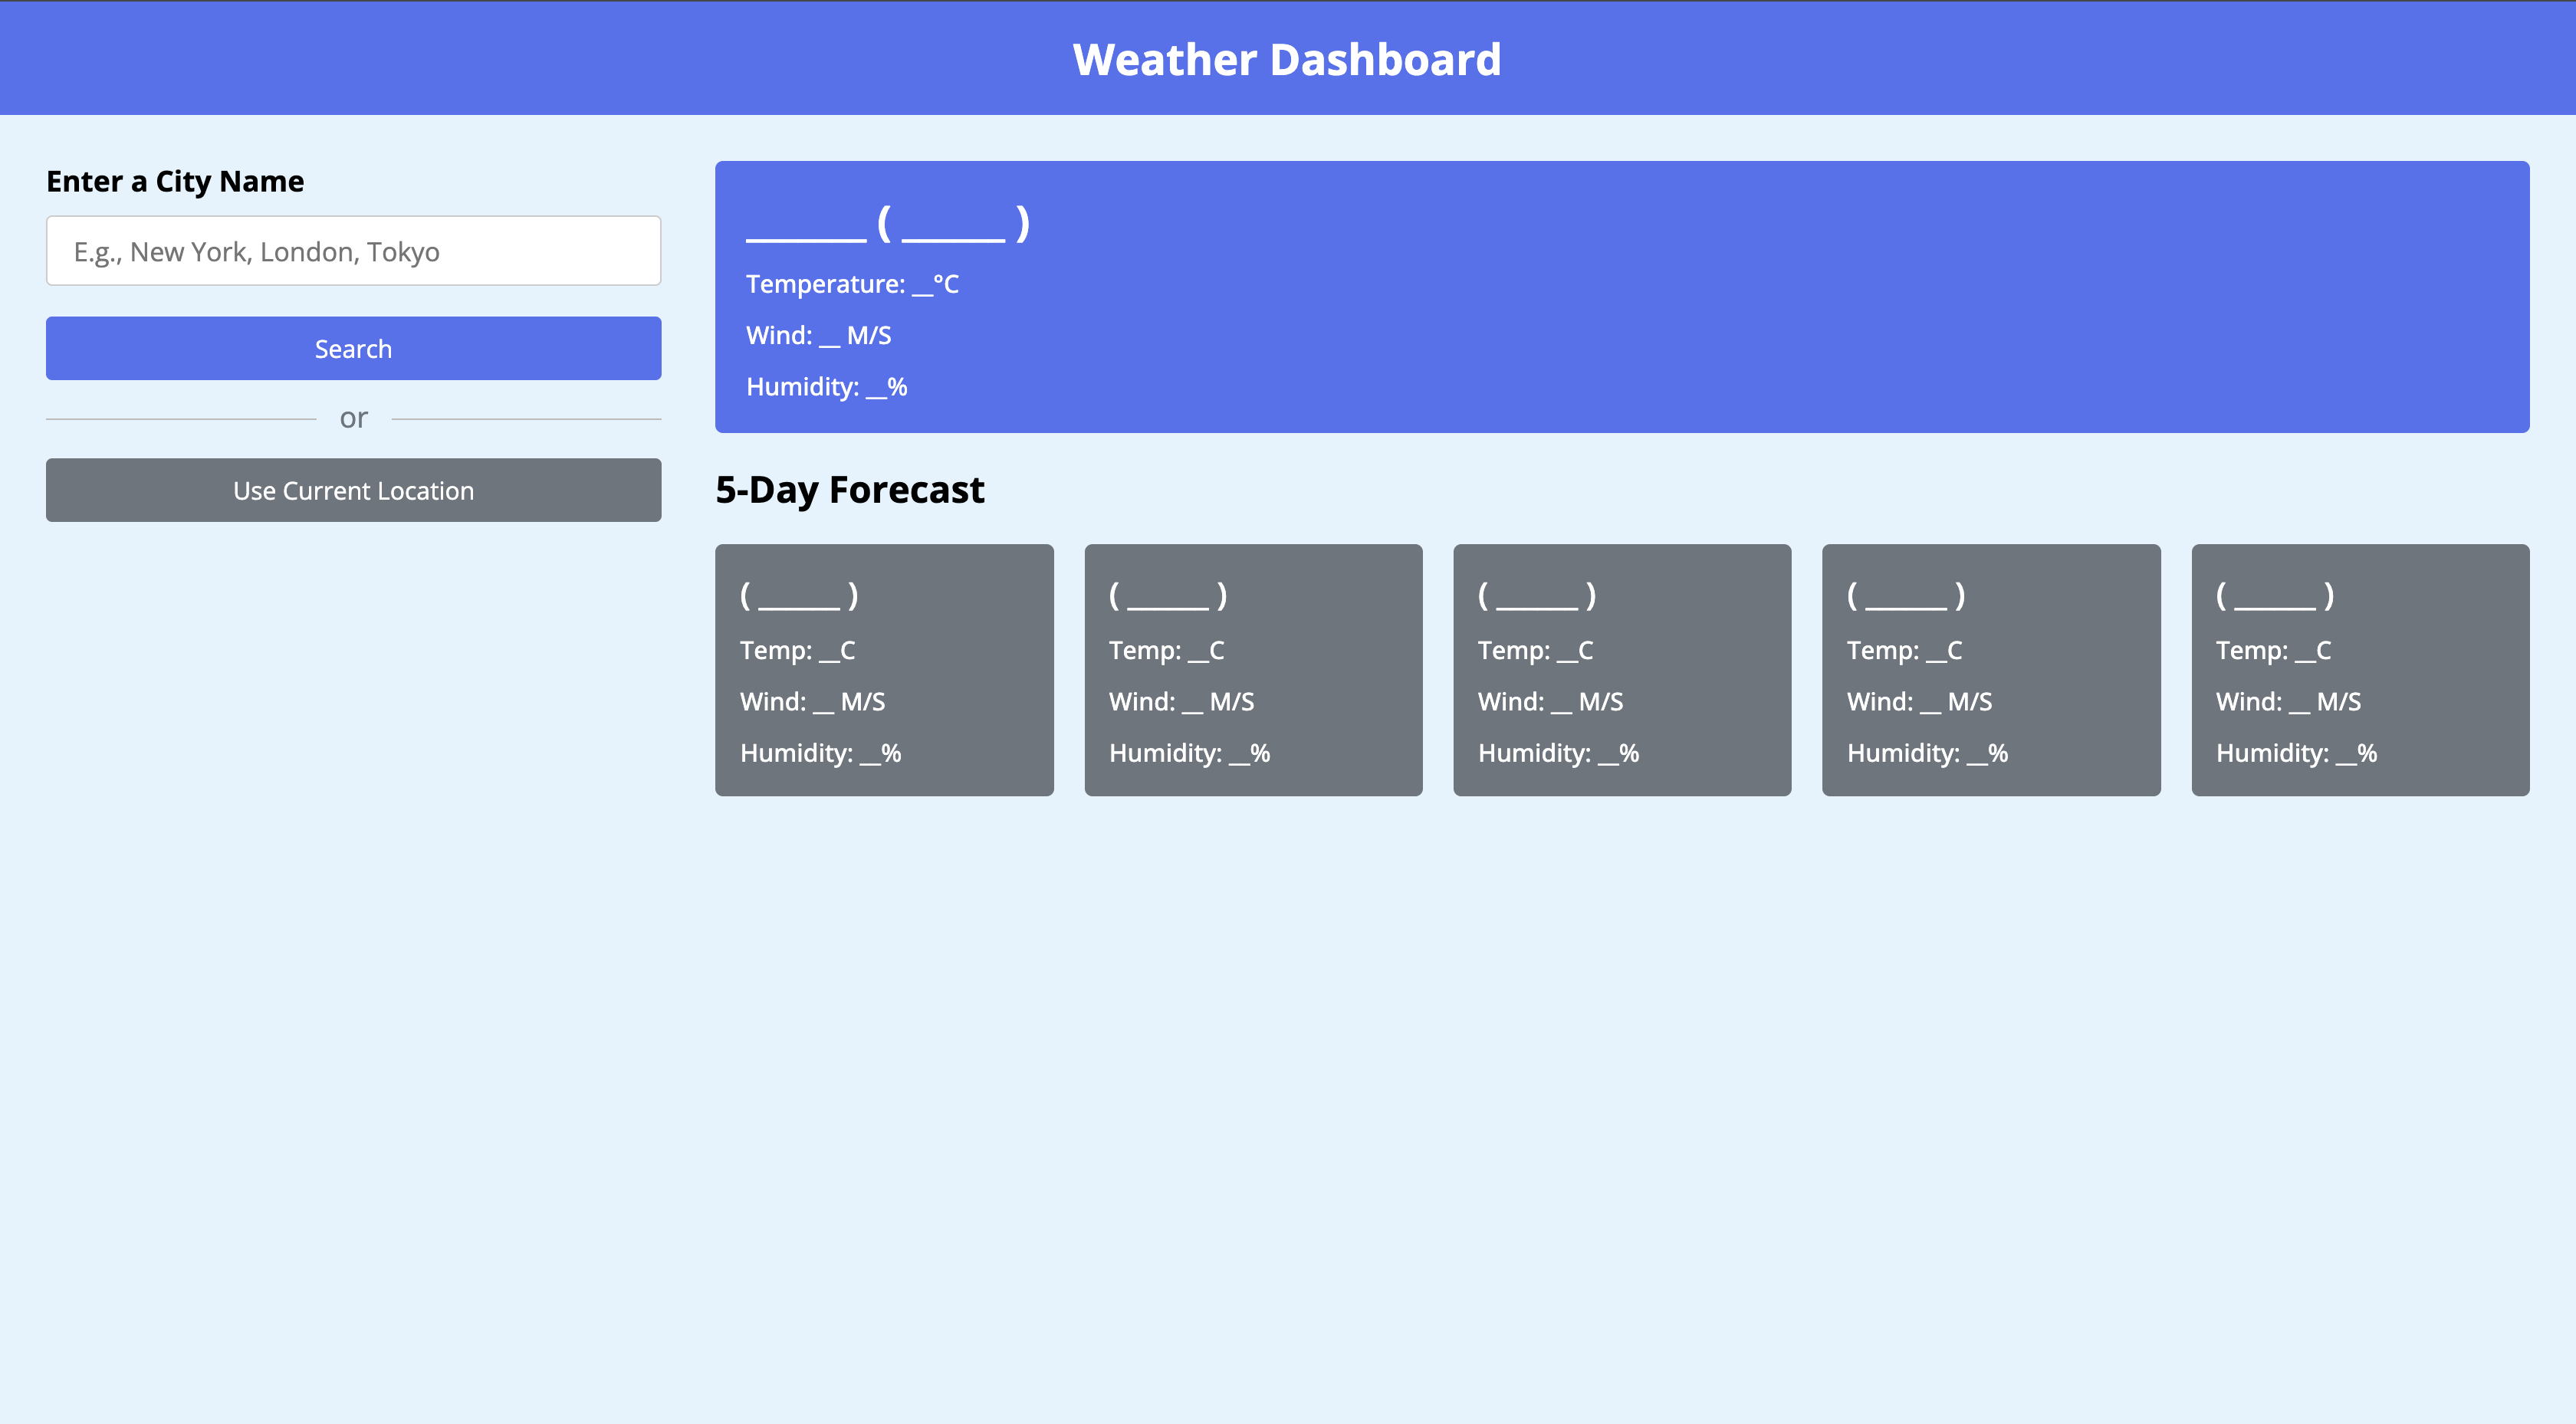 Weather Dashboard
Enter a City Name
E.g., New York, London, Tokyo
Search
or
Use Current Location
______ ( ______ )
Temperature: __°C
Wind: __ M/S
Humidity: __%
5-Day Forecast
( ______ )
Temp: __C
Wind: __ M/S
Humidity: __%
( ______ )
Temp: __C
Wind: __ M/S
Humidity: __%
( ______ )
Temp: __C
Wind: __ M/S
Humidity: __%
( ______ )
Temp: __C
Wind: __ M/S
Humidity: __%
( ______ )
Temp: __C
Wind: __ M/S
Humidity: __%